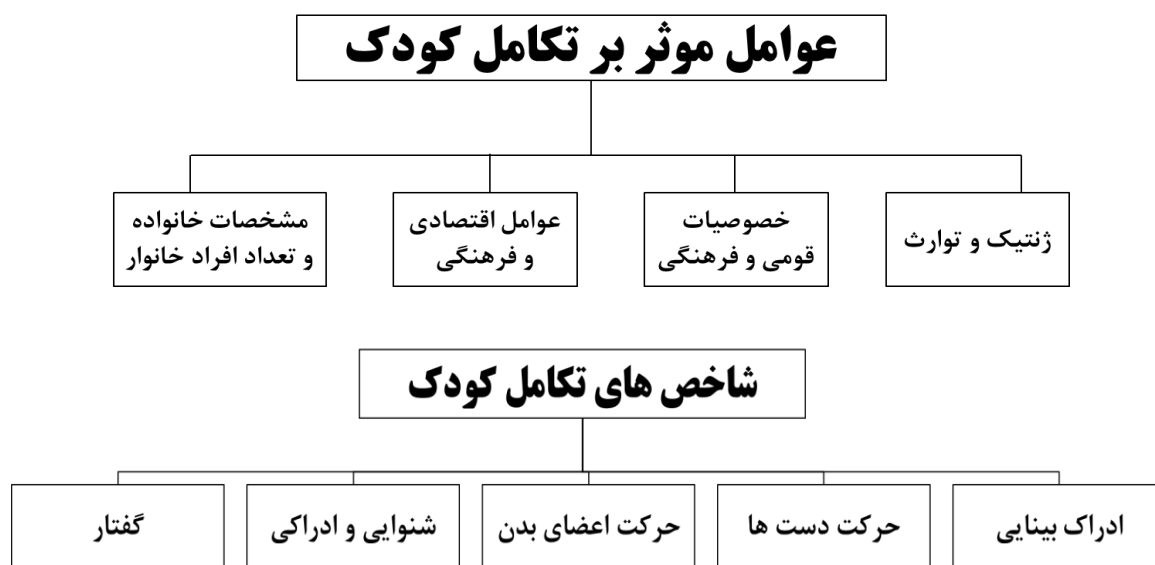 عوامل موثر بر تکامل کودک
ژنتیک و توارث
خصوصیات
قومی و فرهنگی
عوامل اقتصادی
و فرهنگی
مشخصات خانواده
و تعداد افراد خانوار
شاخص های تکامل کودک
ادراک بینایی
حرکت دست ها
حرکت اعضای بدن
شنوایی و ادراکی
گفتار